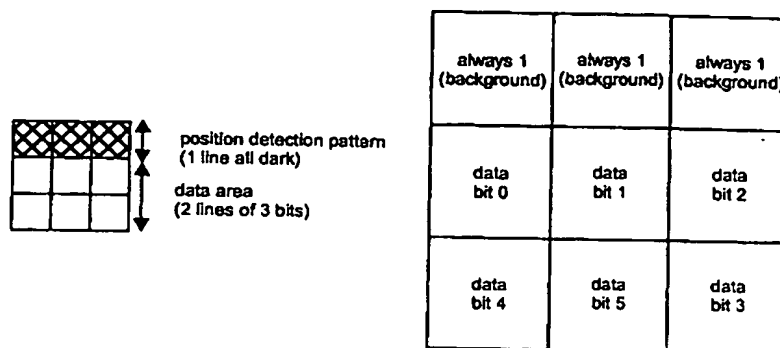 position detection pattern
(1 line all dark)
data area
(2 lines of 3 bits)
always 1
(background)
always 1
(background)
always 1
(background)
data
bit 0
data
bit 1
data
bit 2
data
bit 4
data
bit 5
data
bit 3